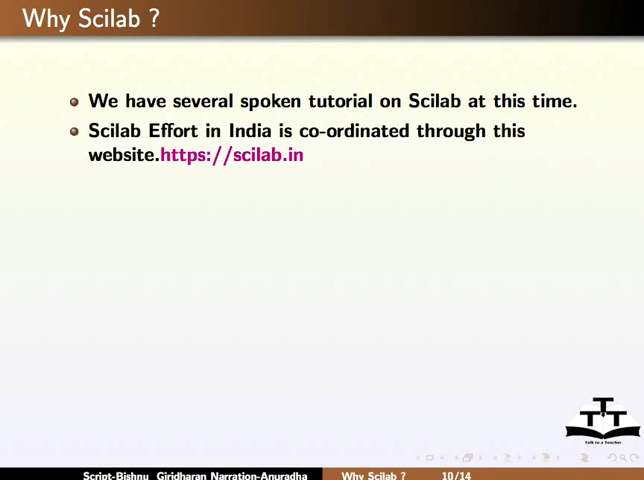 Why Scilab ?
We have several spoken tutorial on Scilab at this time.
Scilab Effort in India is co-ordinated through this
website.https://scilab.in
TTT
Talk to a Teacher
Script-Bishnu Giridharan Narration-Anuradha Why Scilab ? 10/14